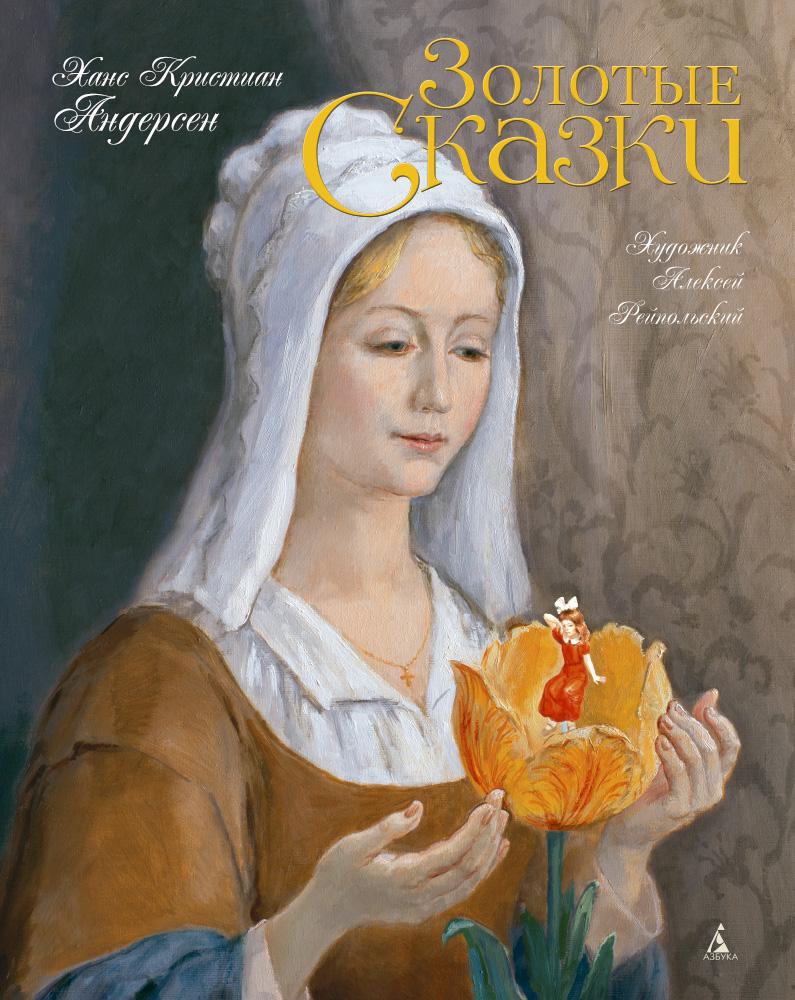 Ханс Кристиан
Андерсен
Золотые
Сказки
Художник
Алексей
Рейпольский
АЗБУКА